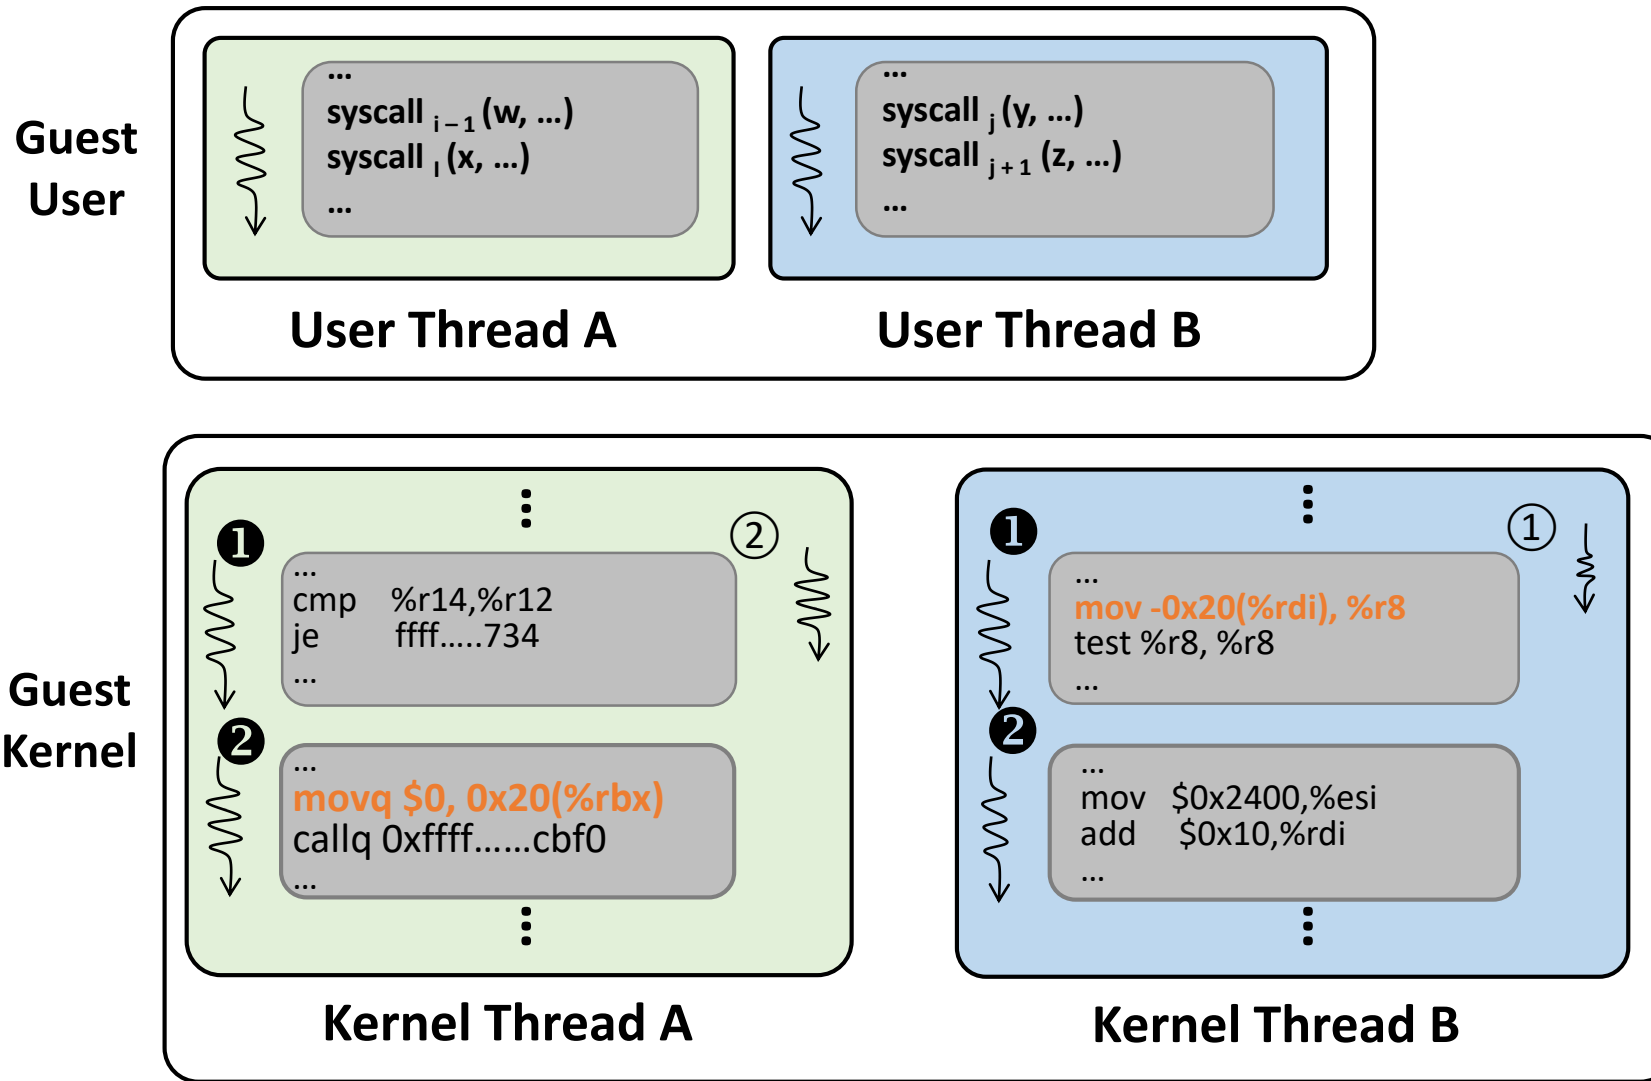 Guest
User
...
syscall i – 1 (w, ...)
syscall I (x, ...)
...
User Thread A
...
syscall j (y, ...)
syscall j + 1 (z, ...)
...
User Thread B
Guest
Kernel
❶
②
...
cmp %r14,%r12
je ffff.....734
...
❷
...
movq $0, 0x20(%rbx)
callq 0xffff......cbf0
...
Kernel Thread A
❶
①
...
mov -0x20(%rdi), %r8
test %r8, %r8
...
❷
...
mov $0x2400,%esi
add $0x10,%rdi
...
Kernel Thread B